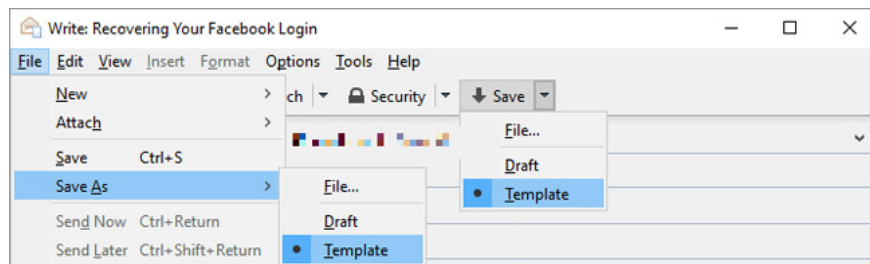 Write: Recovering Your Facebook Login
File Edit View Insert Format Options Tools Help
New
ch Security Save
Attach
File...
Save Ctrl+S
Draft
Save As
File...
Template
Send Now Ctrl+Return
Draft
Send Later Ctrl+Shift+Return
Template